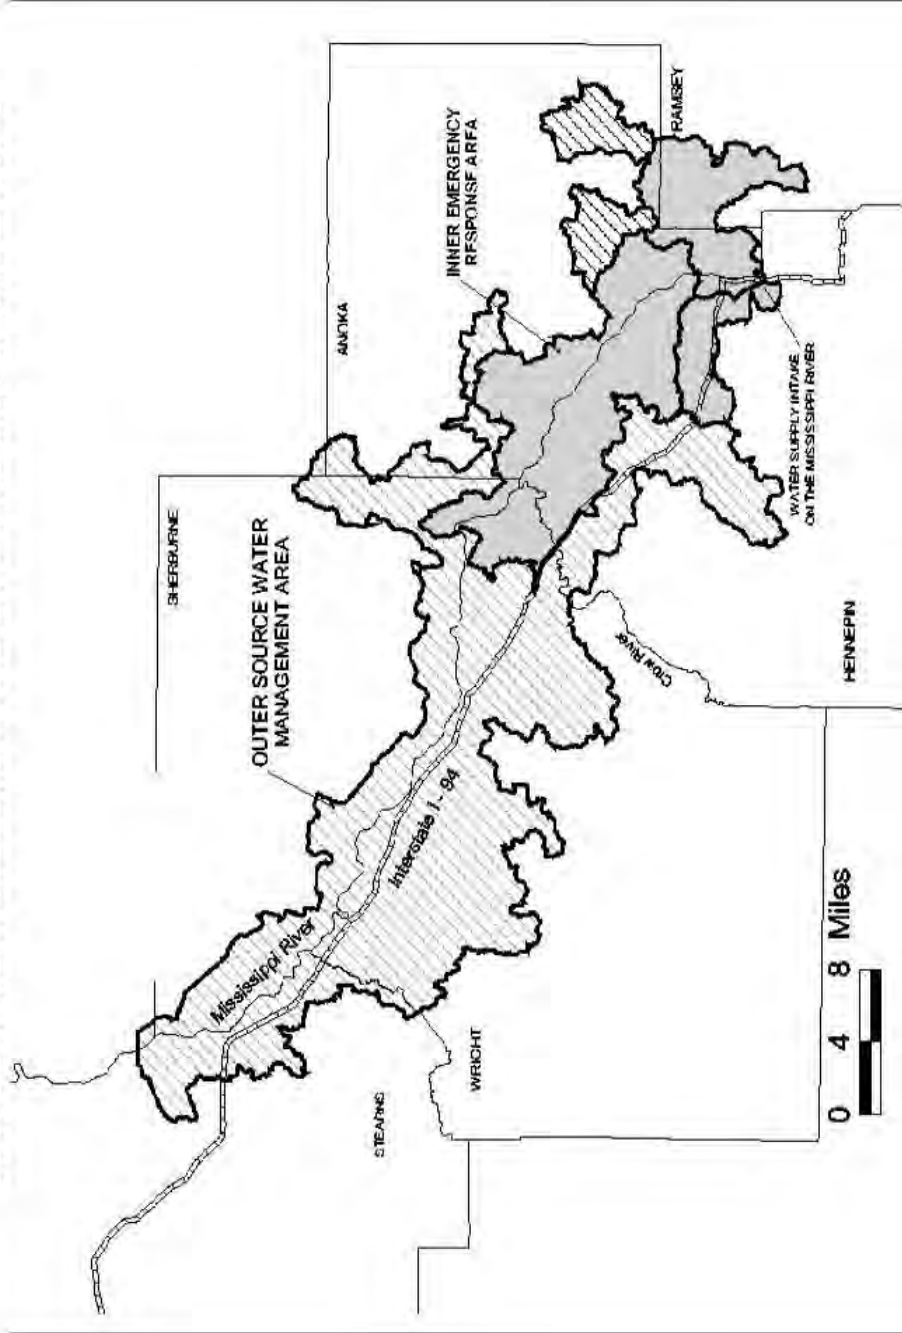 SHERBURNE
ANOKA
INNER EMERGENCY
RESPONSE AREA
RAMSEY
OUTER SOURCE WATER
MANAGEMENT AREA
Mississippi River
Interstate I - 94
Crow River
WATER SUPPLY INTAKE
ON THE MISSISSIPPI RIVER
STEARNS
WRIGHT
HENNEPIN
0 4 8 Miles